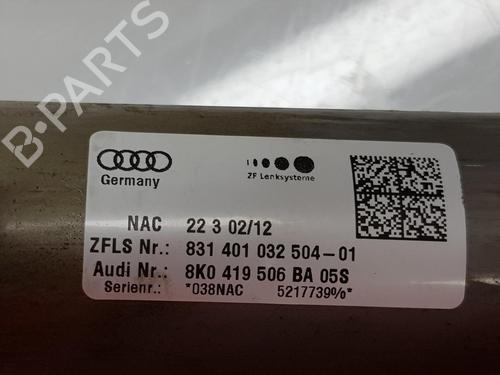 B-PARTS
Germany
ZF Lenksysteme
NAC 22 3 02/12
ZFLS Nr.: 831 401 032 504-01
Audi Nr.: 8K0 419 506 BA 05S
Serienr.: *038NAC 5217739%*